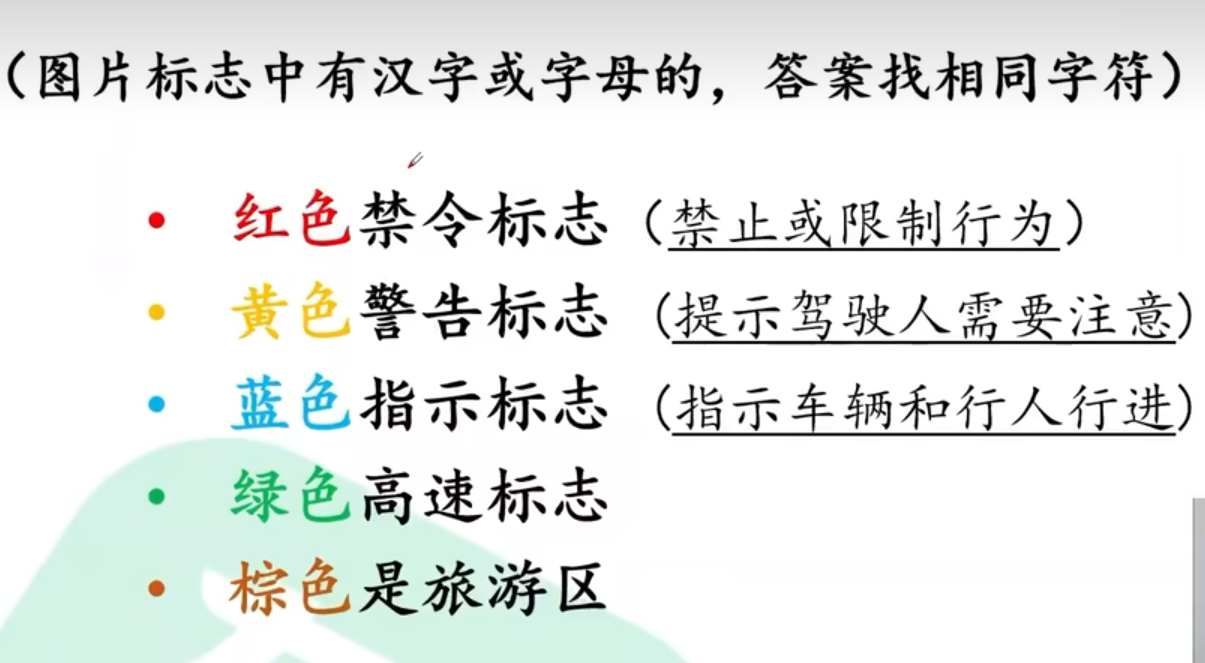 （图片标志中有汉字或字母的，答案找相同字符）
• 红色禁令标志（禁止或限制行为）
• 黄色警告标志（提示驾驶人需要注意)
• 蓝色指示标志（指示车辆和行人行进)
• 绿色高速标志
• 棕色是旅游区